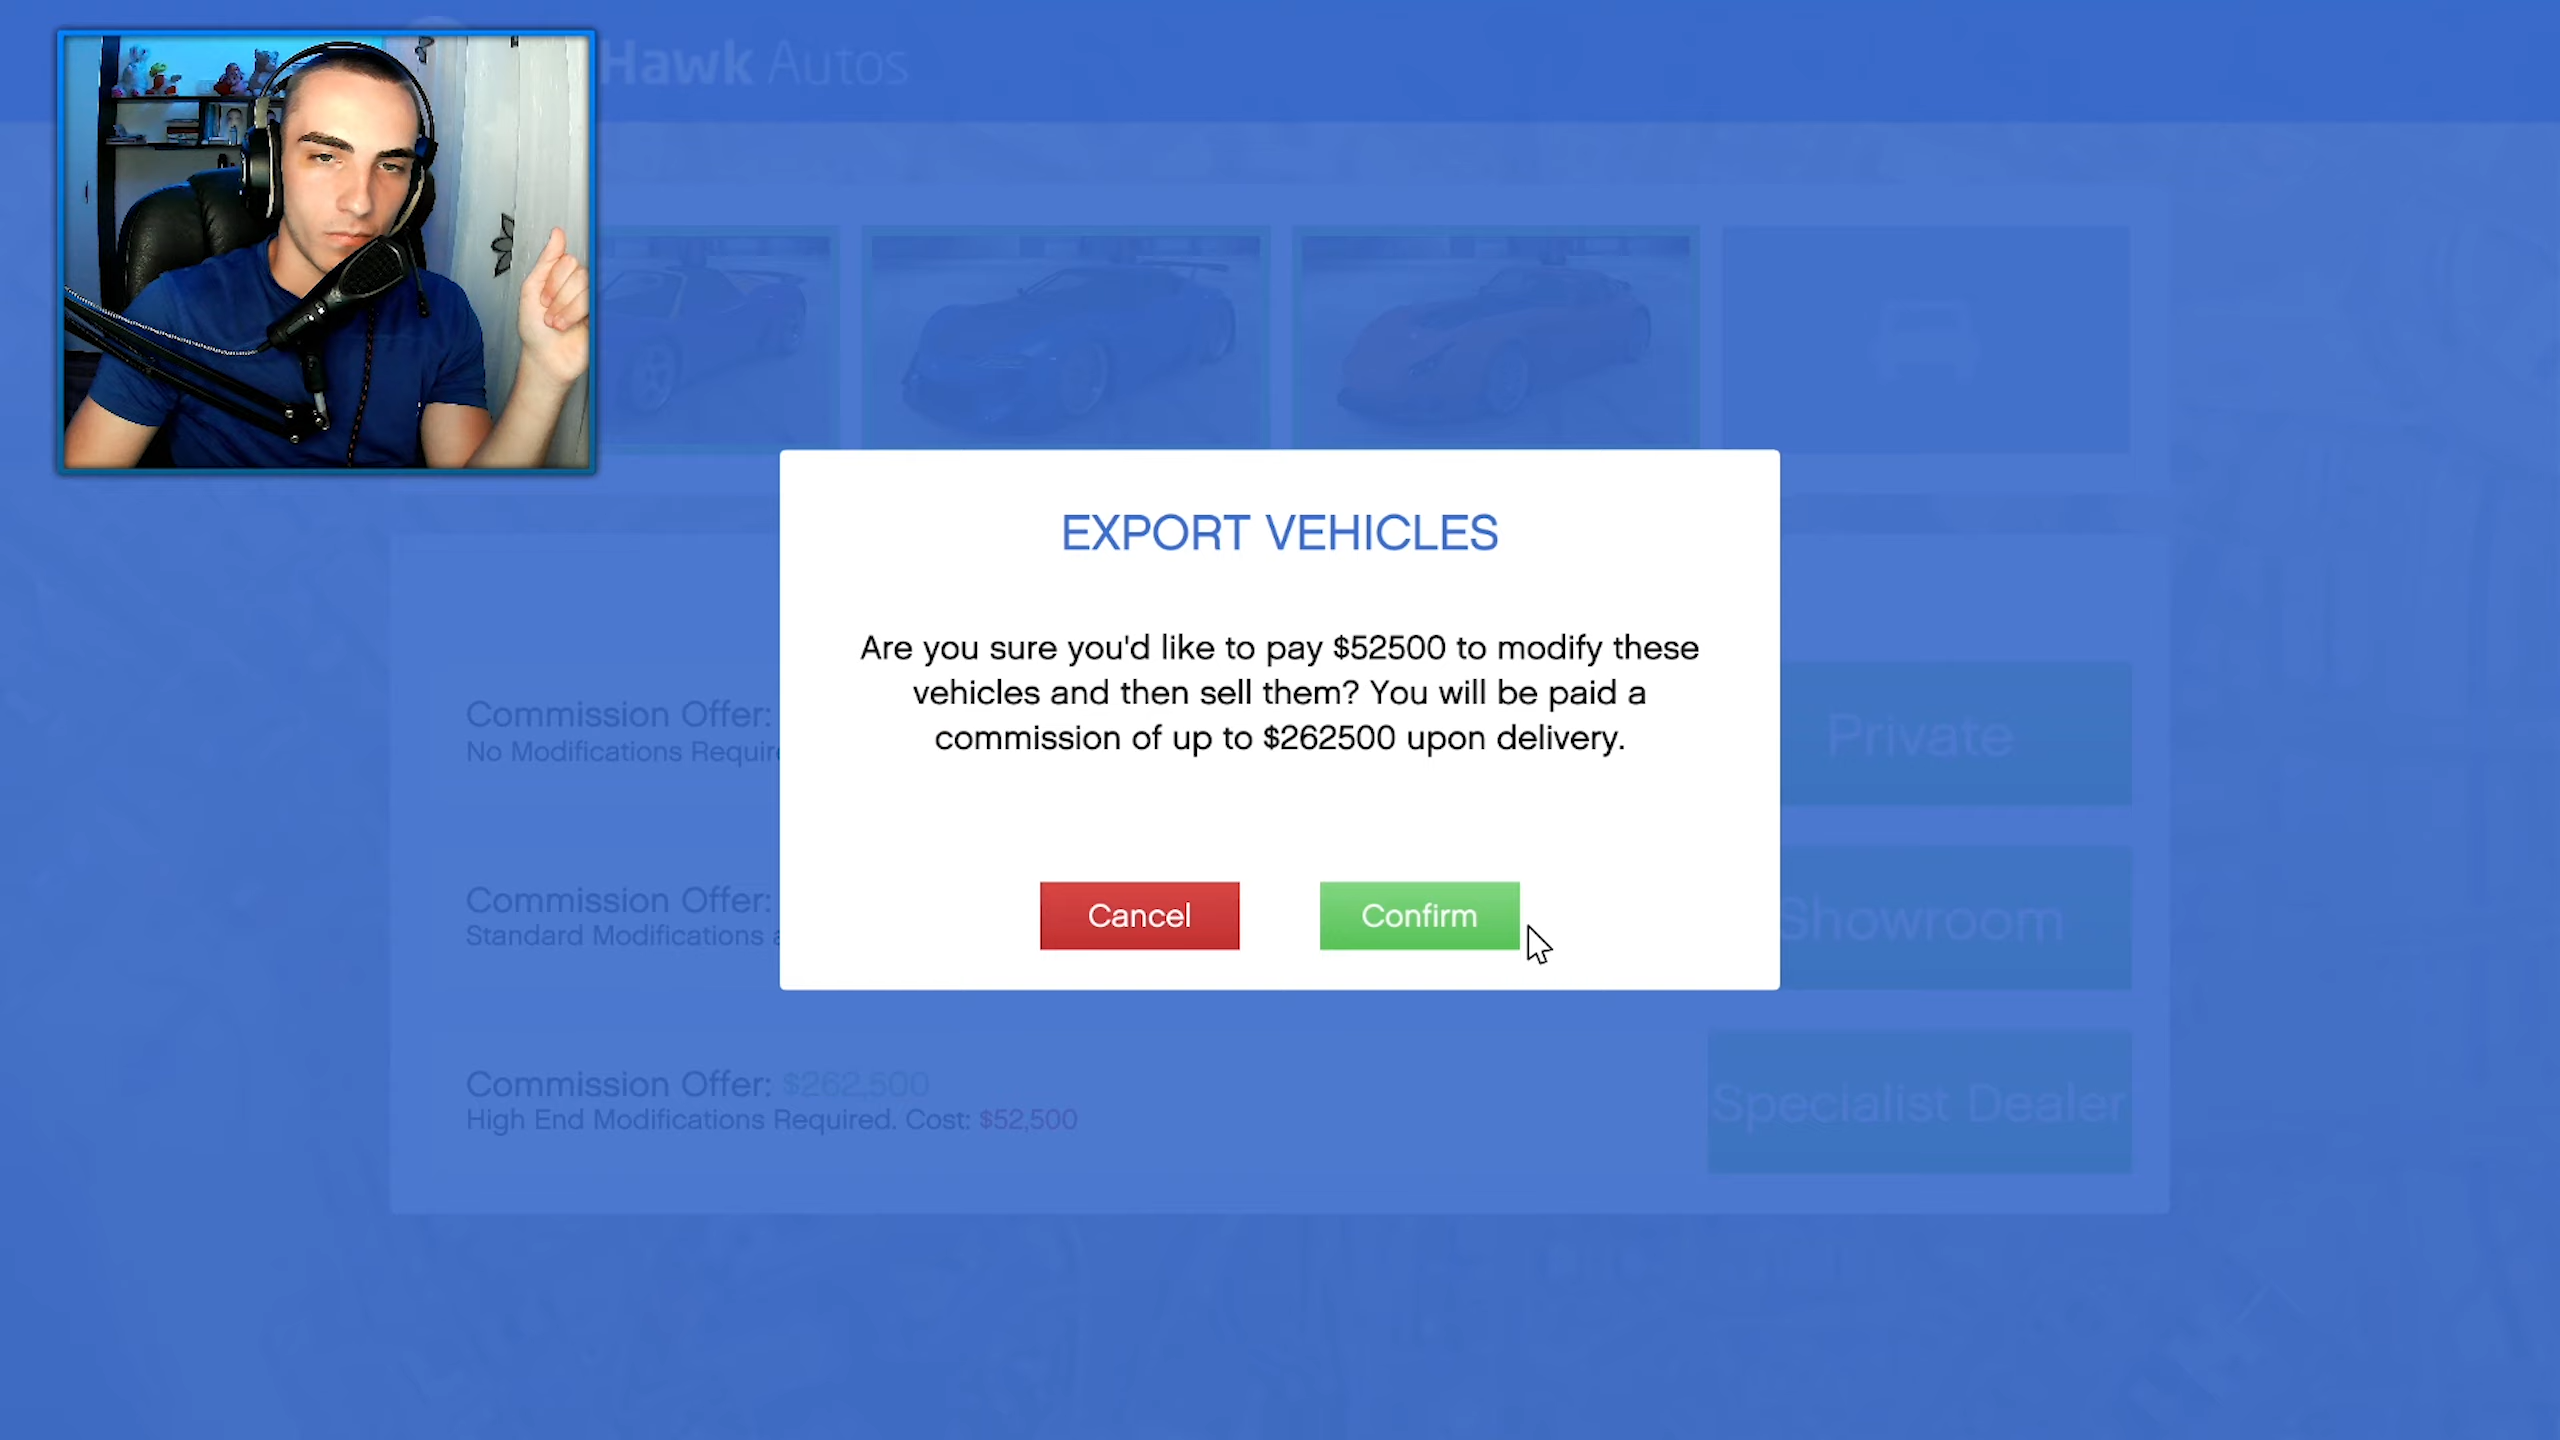 Hawk Autos
EXPORT VEHICLES
Are you sure you'd like to pay $52500 to modify these
vehicles and then sell them? You will be paid a
commission of up to $262500 upon delivery.
Cancel
Confirm
Commission Offer:
No Modifications
Private
Commission Offer:
Standard Modifications
Showroom
Commission Offer: $262,500
High End Modifications Required. Cost: $52,500
Specialist Dealer